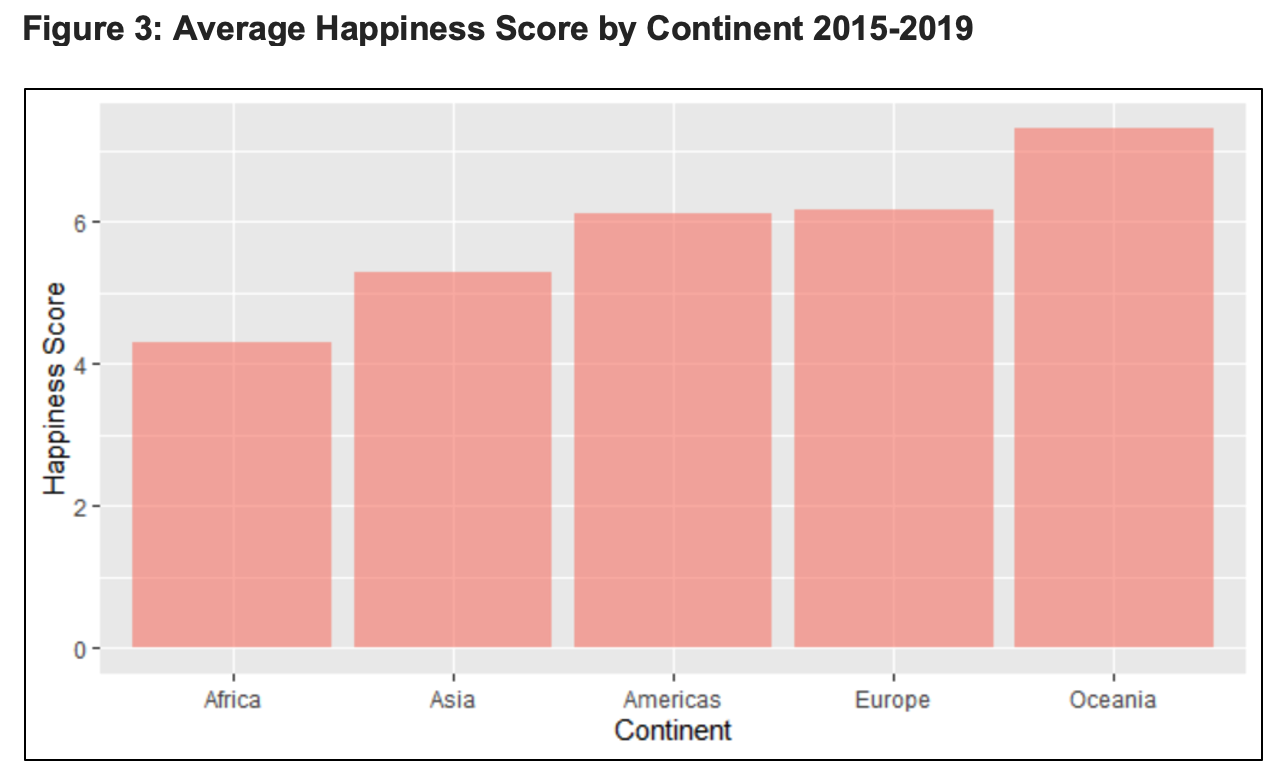 Figure 3: Average Happiness Score by Continent 2015-2019
6
4
2
0
Happiness Score
Africa Asia Americas Europe Oceania
Continent